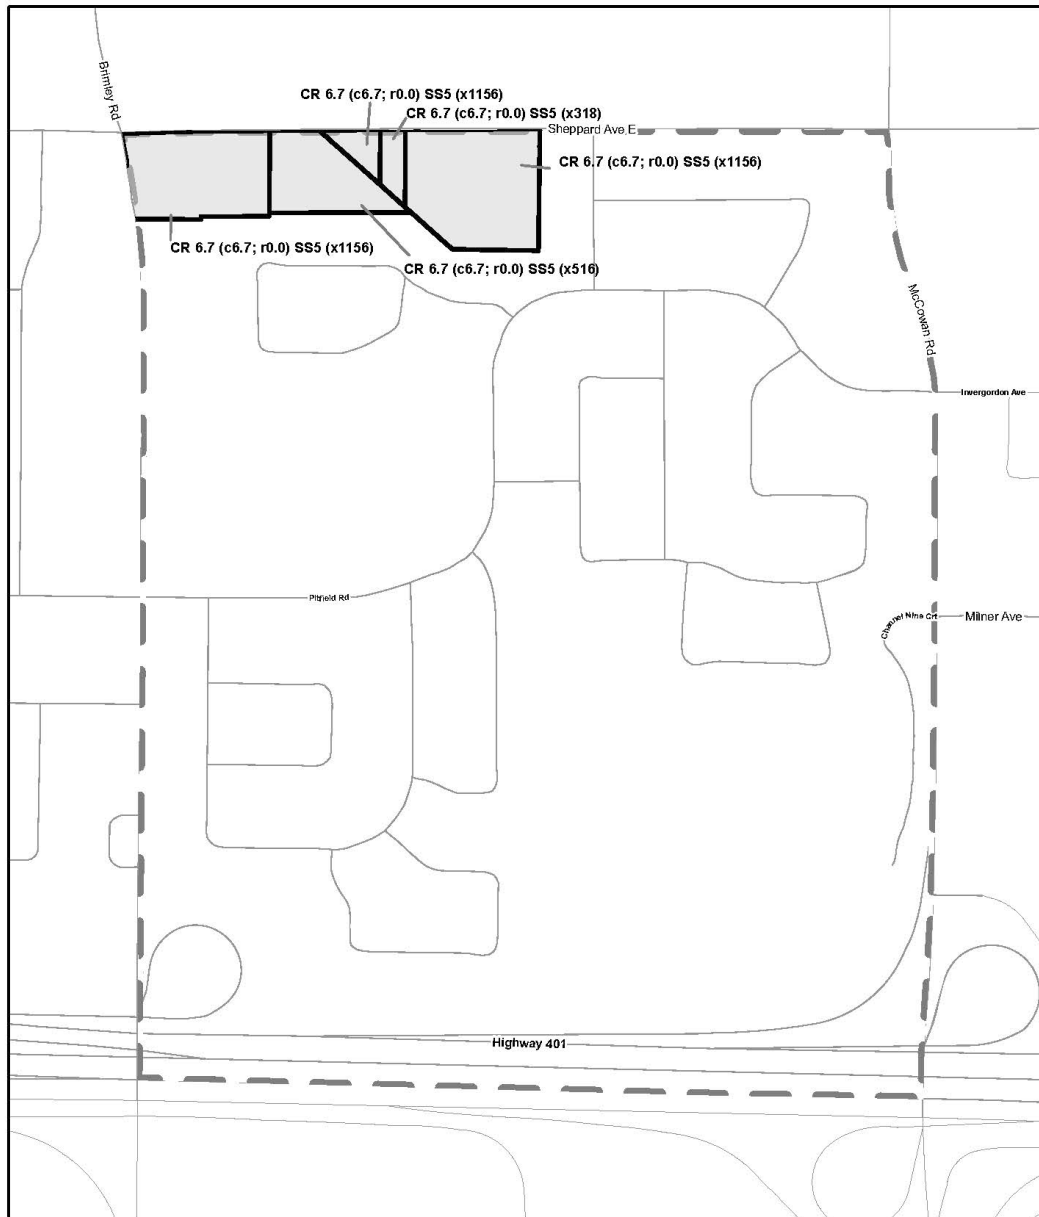 Brimley Rd
CR 6.7 (c6.7; r0.0) SS5 (x1156)
CR 6.7 (c6.7; r0.0) SS5 (x318)
Sheppard Ave E
CR 6.7 (c6.7; r0.0) SS5 (x1156)
CR 6.7 (c6.7; r0.0) SS5 (x1156)
CR 6.7 (c6.7; r0.0) SS5 (x516)
McCowan Rd
Invergordon Ave
Pitfield Rd
Channel Nine Crt
Milner Ave
Highway 401